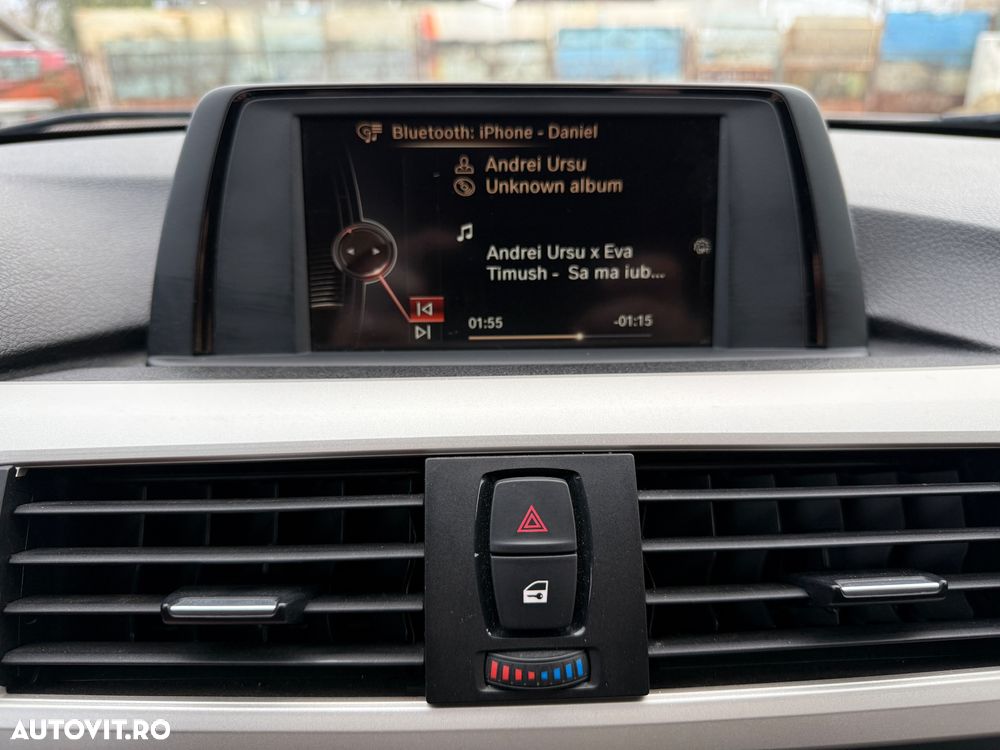 Bluetooth: iPhone - Daniel
Andrei Ursu
Unknown album
Andrei Ursu x Eva
Timush - Sa ma iub...
01:55
-01:15
AUTOVIT.RO